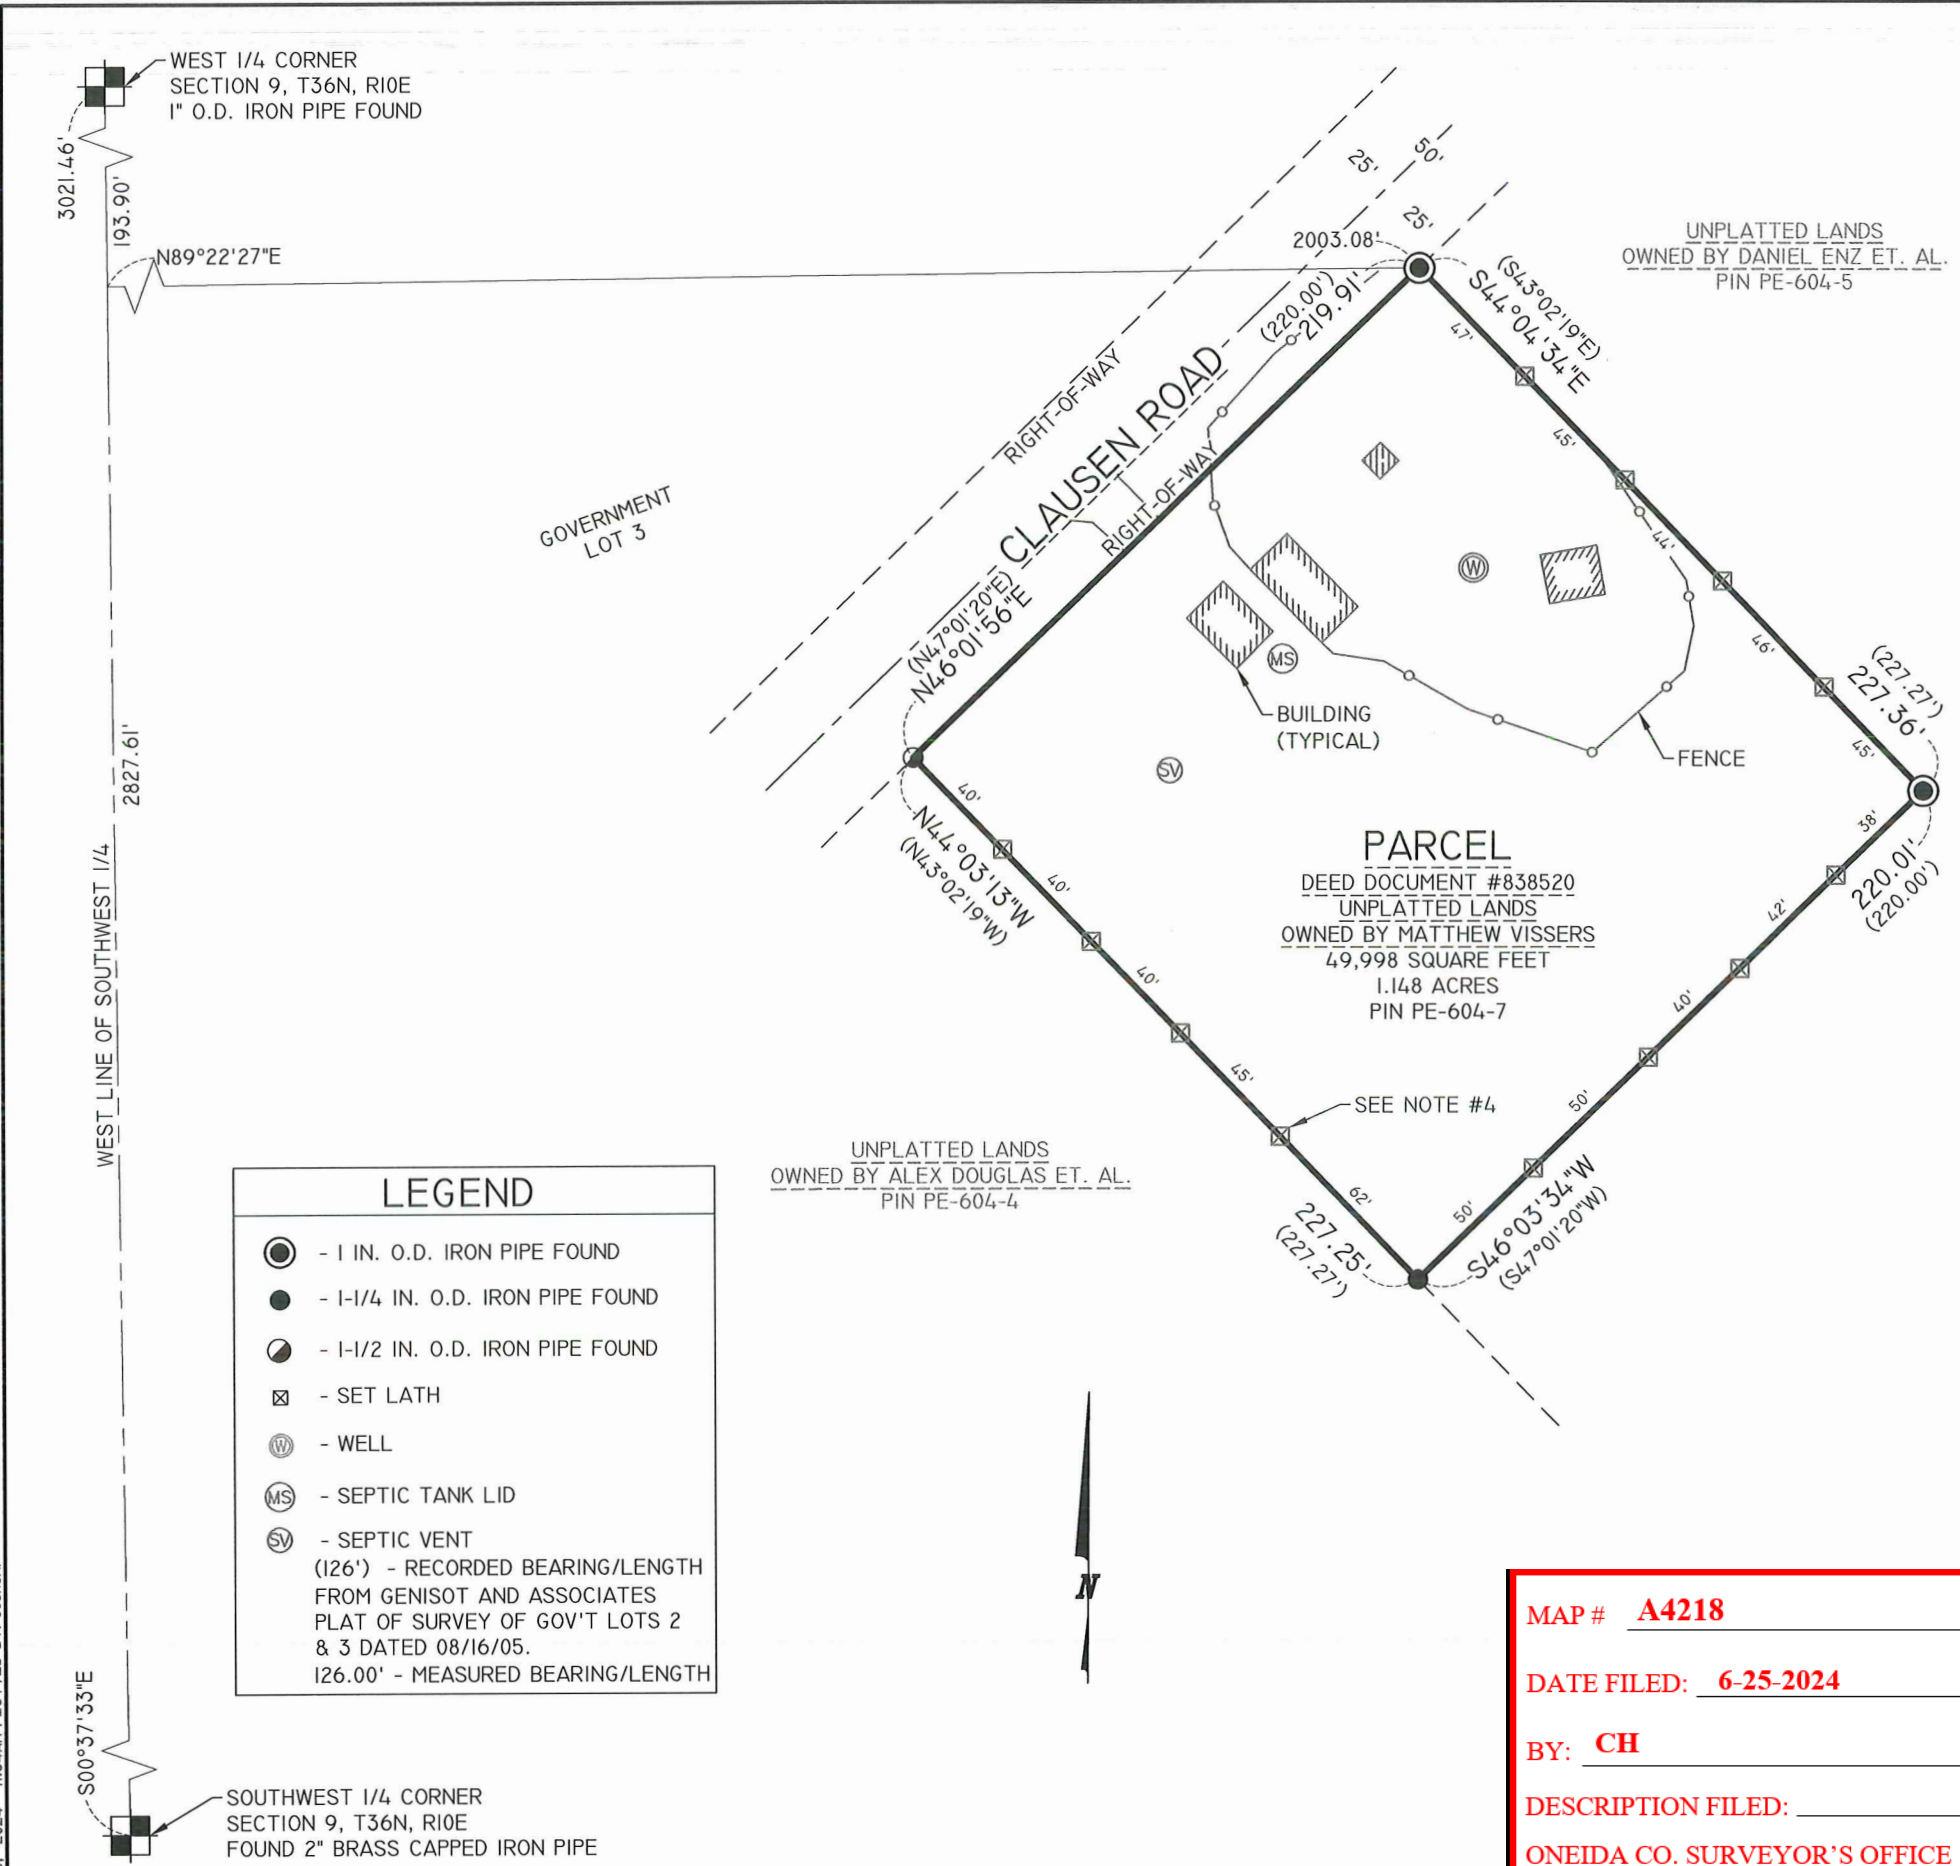 WEST 1/4 CORNER
SECTION 9, T36N, R10E
1" O.D. IRON PIPE FOUND
3021.46'
193.90'
N89°22'27"E
2003.08'
25'
50'
25'
UNPLATTED LANDS
OWNED BY DANIEL ENZ ET. AL.
PIN PE-604-5
(220.00')
219.91'
(S43°02'19"E)
S44°04'34"E
47'
45'
44'
46'
45'
(227.27')
227.36'
RIGHT-OF-WAY
CLAUSEN ROAD
RIGHT-OF-WAY
GOVERNMENT
LOT 3
(N47°01'20"E)
N46°01'56"E
W
MS
SV
BUILDING
(TYPICAL)
FENCE
2827.61'
WEST LINE OF SOUTHWEST 1/4
N44°03'13"W
(N43°02'19"W)
40'
40'
40'
45'
62'
PARCEL
DEED DOCUMENT #838520
UNPLATTED LANDS
OWNED BY MATTHEW VISSERS
49,998 SQUARE FEET
1.148 ACRES
PIN PE-604-7
38'
42'
40'
50'
50'
220.01'
(220.00')
SEE NOTE #4
UNPLATTED LANDS
OWNED BY ALEX DOUGLAS ET. AL.
PIN PE-604-4
227.25'
(227.27')
S46°03'34"W
(S47°01'20"W)
LEGEND
- 1 IN. O.D. IRON PIPE FOUND
- 1-1/4 IN. O.D. IRON PIPE FOUND
- 1-1/2 IN. O.D. IRON PIPE FOUND
- SET LATH
W - WELL
MS - SEPTIC TANK LID
SV - SEPTIC VENT
(126') - RECORDED BEARING/LENGTH
FROM GENISOT AND ASSOCIATES
PLAT OF SURVEY OF GOV'T LOTS 2
& 3 DATED 08/16/05.
126.00' - MEASURED BEARING/LENGTH
N
S00°37'33"E
SOUTHWEST 1/4 CORNER
SECTION 9, T36N, R10E
FOUND 2" BRASS CAPPED IRON PIPE
MAP # A4218
DATE FILED: 6-25-2024
BY: CH
DESCRIPTION FILED:
ONEIDA CO. SURVEYOR'S OFFICE